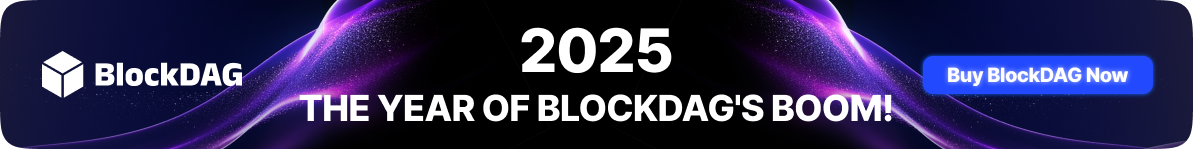 BlockDAG
2025
THE YEAR OF BLOCKDAG'S BOOM!
Buy BlockDAG Now